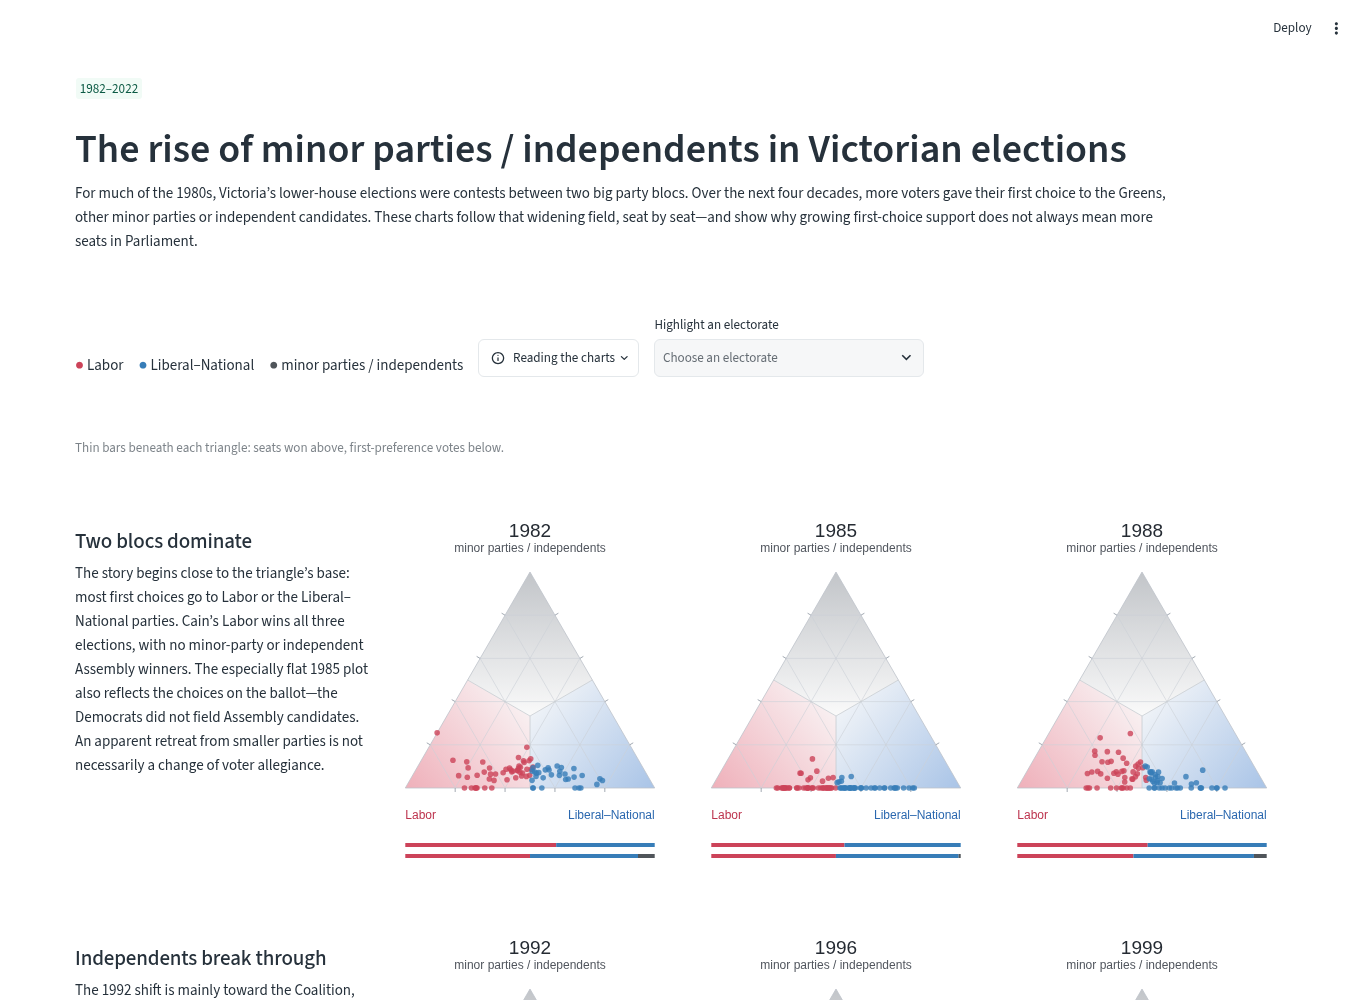 Deploy
1982–2022
The rise of minor parties / independents in Victorian elections
For much of the 1980s, Victoria’s lower-house elections were contests between two big party blocs. Over the next four decades, more voters gave their first choice to the Greens,
other minor parties or independent candidates. These charts follow that widening field, seat by seat—and show why growing first-choice support does not always mean more
seats in Parliament.
Highlight an electorate
Labor
Liberal–National
minor parties / independents
Reading the charts
Choose an electorate
Thin bars beneath each triangle: seats won above, first-preference votes below.
Two blocs dominate
The story begins close to the triangle’s base:
most first choices go to Labor or the Liberal–
National parties. Cain’s Labor wins all three
elections, with no minor-party or independent
Assembly winners. The especially flat 1985 plot
also reflects the choices on the ballot—the
Democrats did not field Assembly candidates.
An apparent retreat from smaller parties is not
necessarily a change of voter allegiance.
1982
minor parties / independents
Labor
Liberal–National
1985
minor parties / independents
Labor
Liberal–National
1988
minor parties / independents
Labor
Liberal–National
Independents break through
The 1992 shift is mainly toward the Coalition,
1992
minor parties / independents
1996
minor parties / independents
1999
minor parties / independents